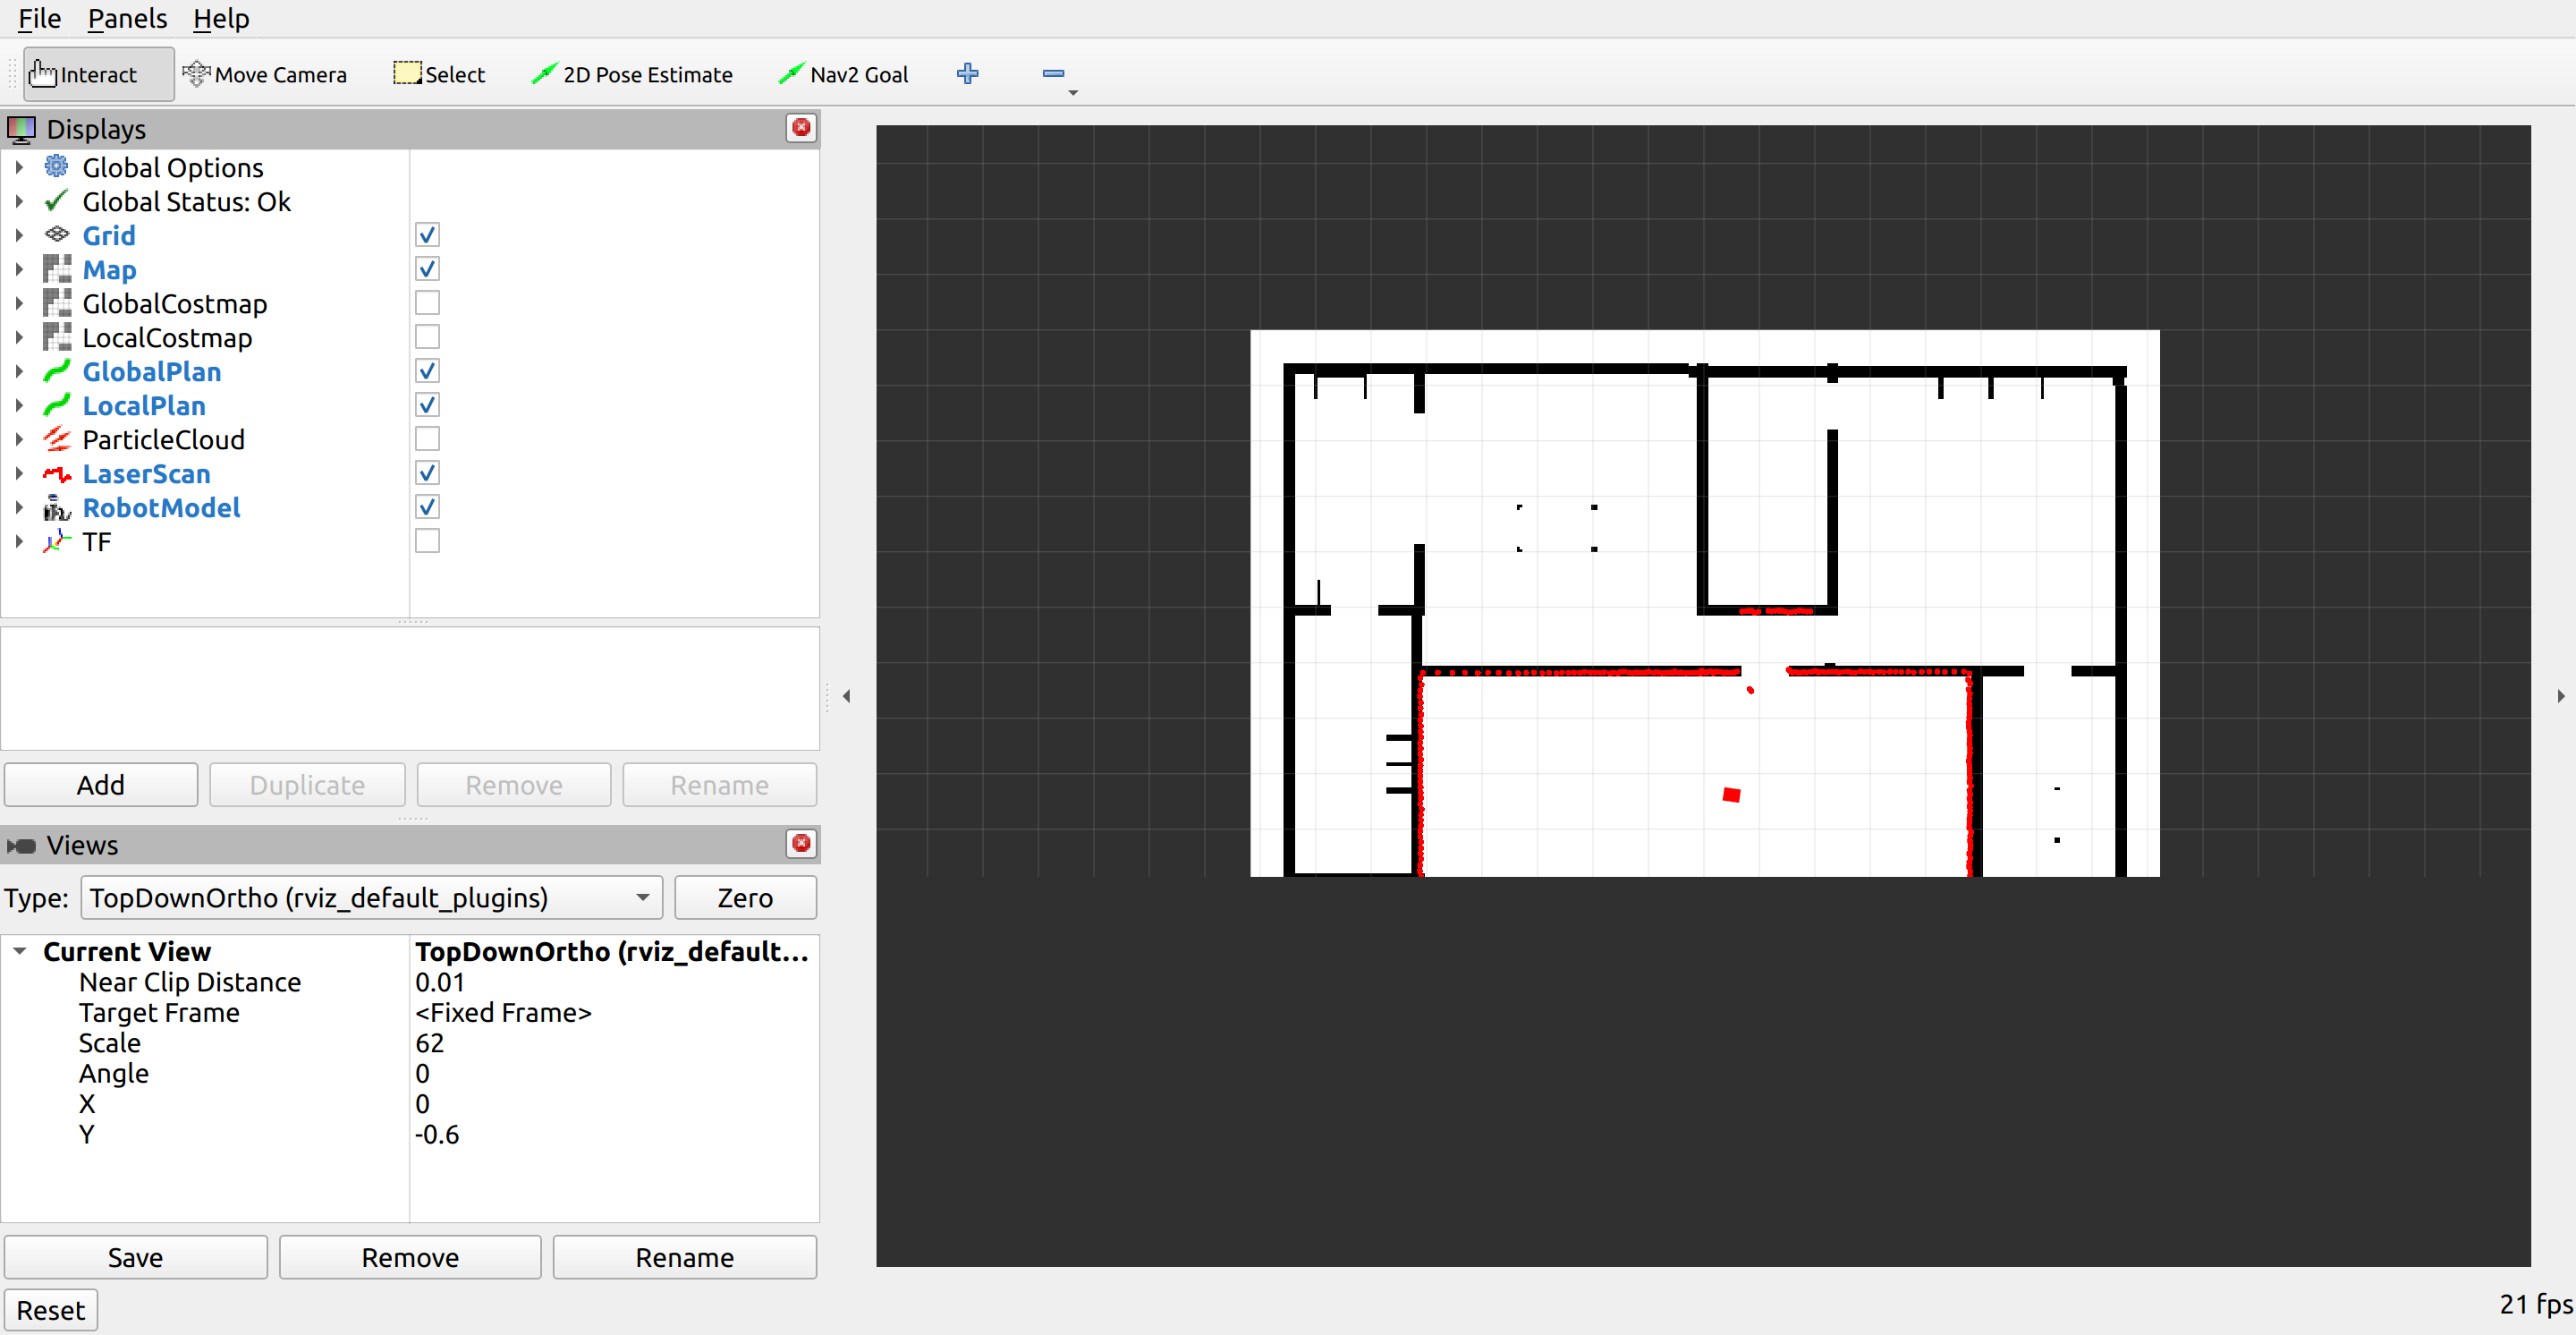 File Panels Help
Interact Move Camera Select 2D Pose Estimate Nav2 Goal
Displays
Global Options
Global Status: Ok
Grid
Map
GlobalCostmap
LocalCostmap
GlobalPlan
LocalPlan
ParticleCloud
LaserScan
RobotModel
TF
Add Duplicate Remove Rename
Views
Type: TopDownOrtho (rviz_default_plugins) Zero
Current View TopDownOrtho (rviz_default...
Near Clip Distance 0.01
Target Frame <Fixed Frame>
Scale 62
Angle 0
X 0
Y -0.6
Save Remove Rename
Reset 21 fps